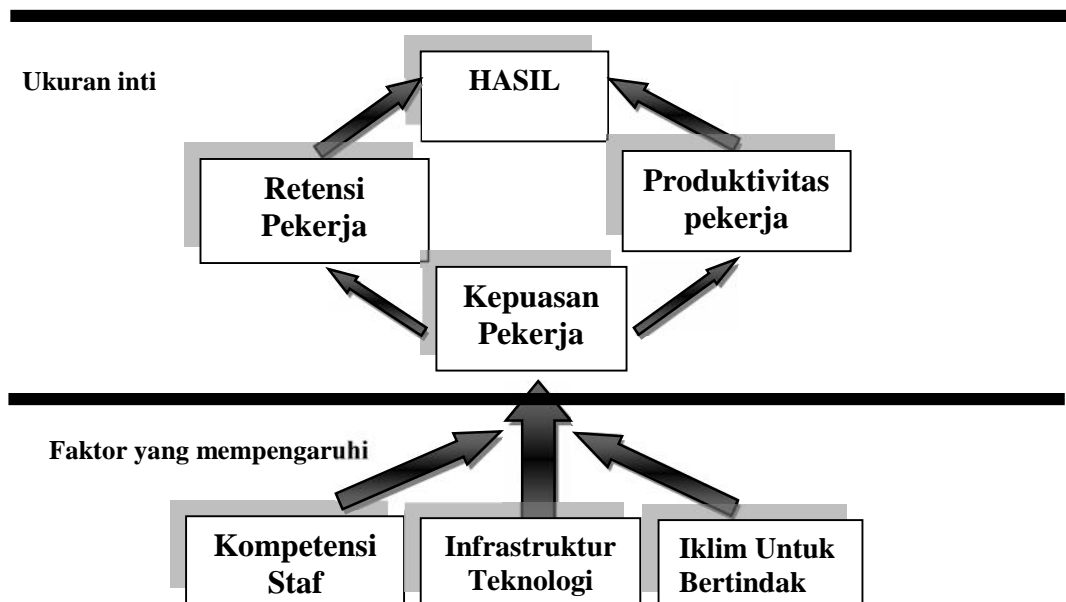 Ukuran inti
HASIL
Retensi
Pekerja
Produktivitas
pekerja
Kepuasan
Pekerja
Faktor yang mempengaruhi
Kompetensi
Staf
Infrastruktur
Teknologi
Iklim Untuk
Bertindak